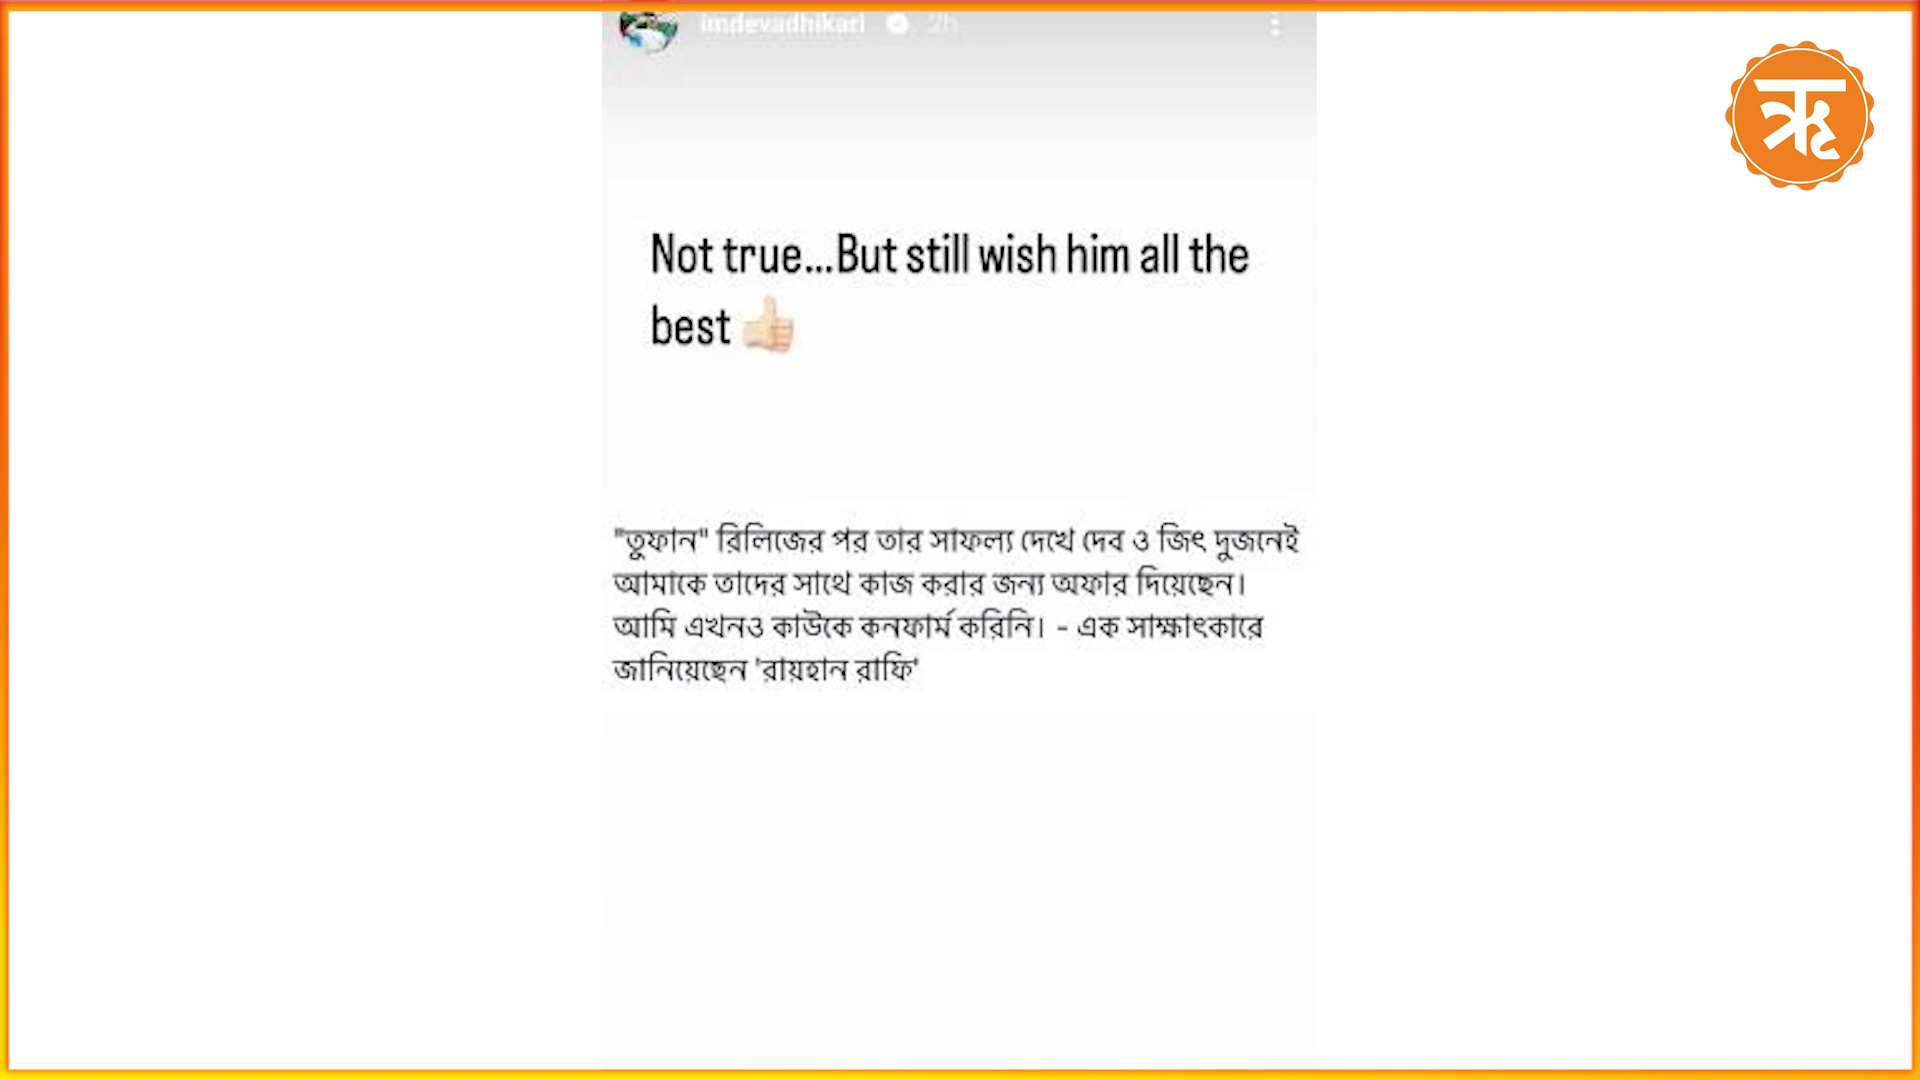 imdevadhikari 2h
Not true...But still wish him all the
best 👍🏻
"তুফান" রিলিজের পর তার সাফল্য দেখে দেব ও জিৎ দুজনেই
আমাকে তাদের সাথে কাজ করার জন্য অফার দিয়েছেন।
আমি এখনও কাউকে কনফার্ম করিনি। - এক সাক্ষাৎকারে
জানিয়েছেন 'রায়হান রাফি'
ঋ